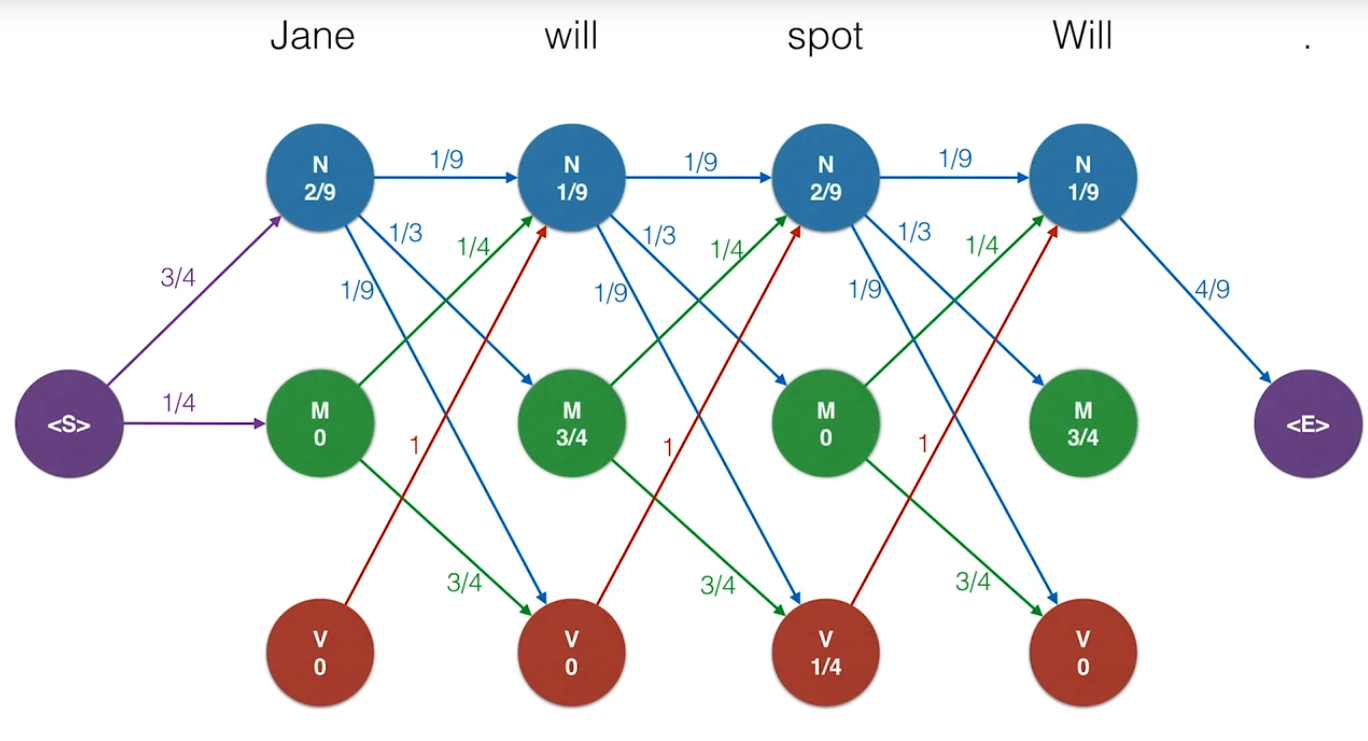 Jane will spot Will .
N 2/9
1/9
N 1/9
1/9
N 2/9
1/9
N 1/9
3/4
1/3
1/4
1/9
1/3
1/4
1/9
1/3
1/4
1/9
4/9
<S>
1/4
M 0
M 3/4
M 0
M 3/4
<E>
1
1
1
3/4
3/4
3/4
V 0
V 0
V 1/4
V 0